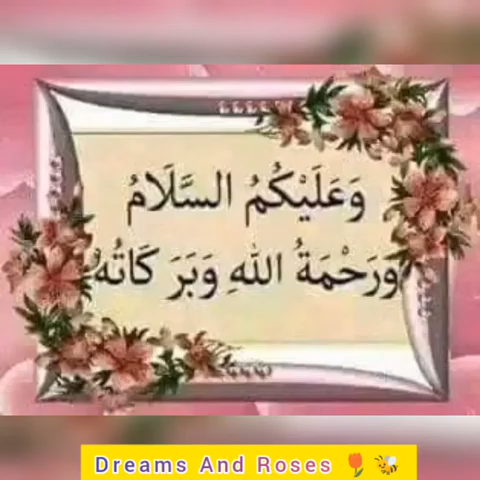 وَعَلَيْكُمُ السَّلَامُ
وَرَحْمَةُ اللهِ وَبَرَ كَاتُهُ
Dreams And Roses 🌷 🐝